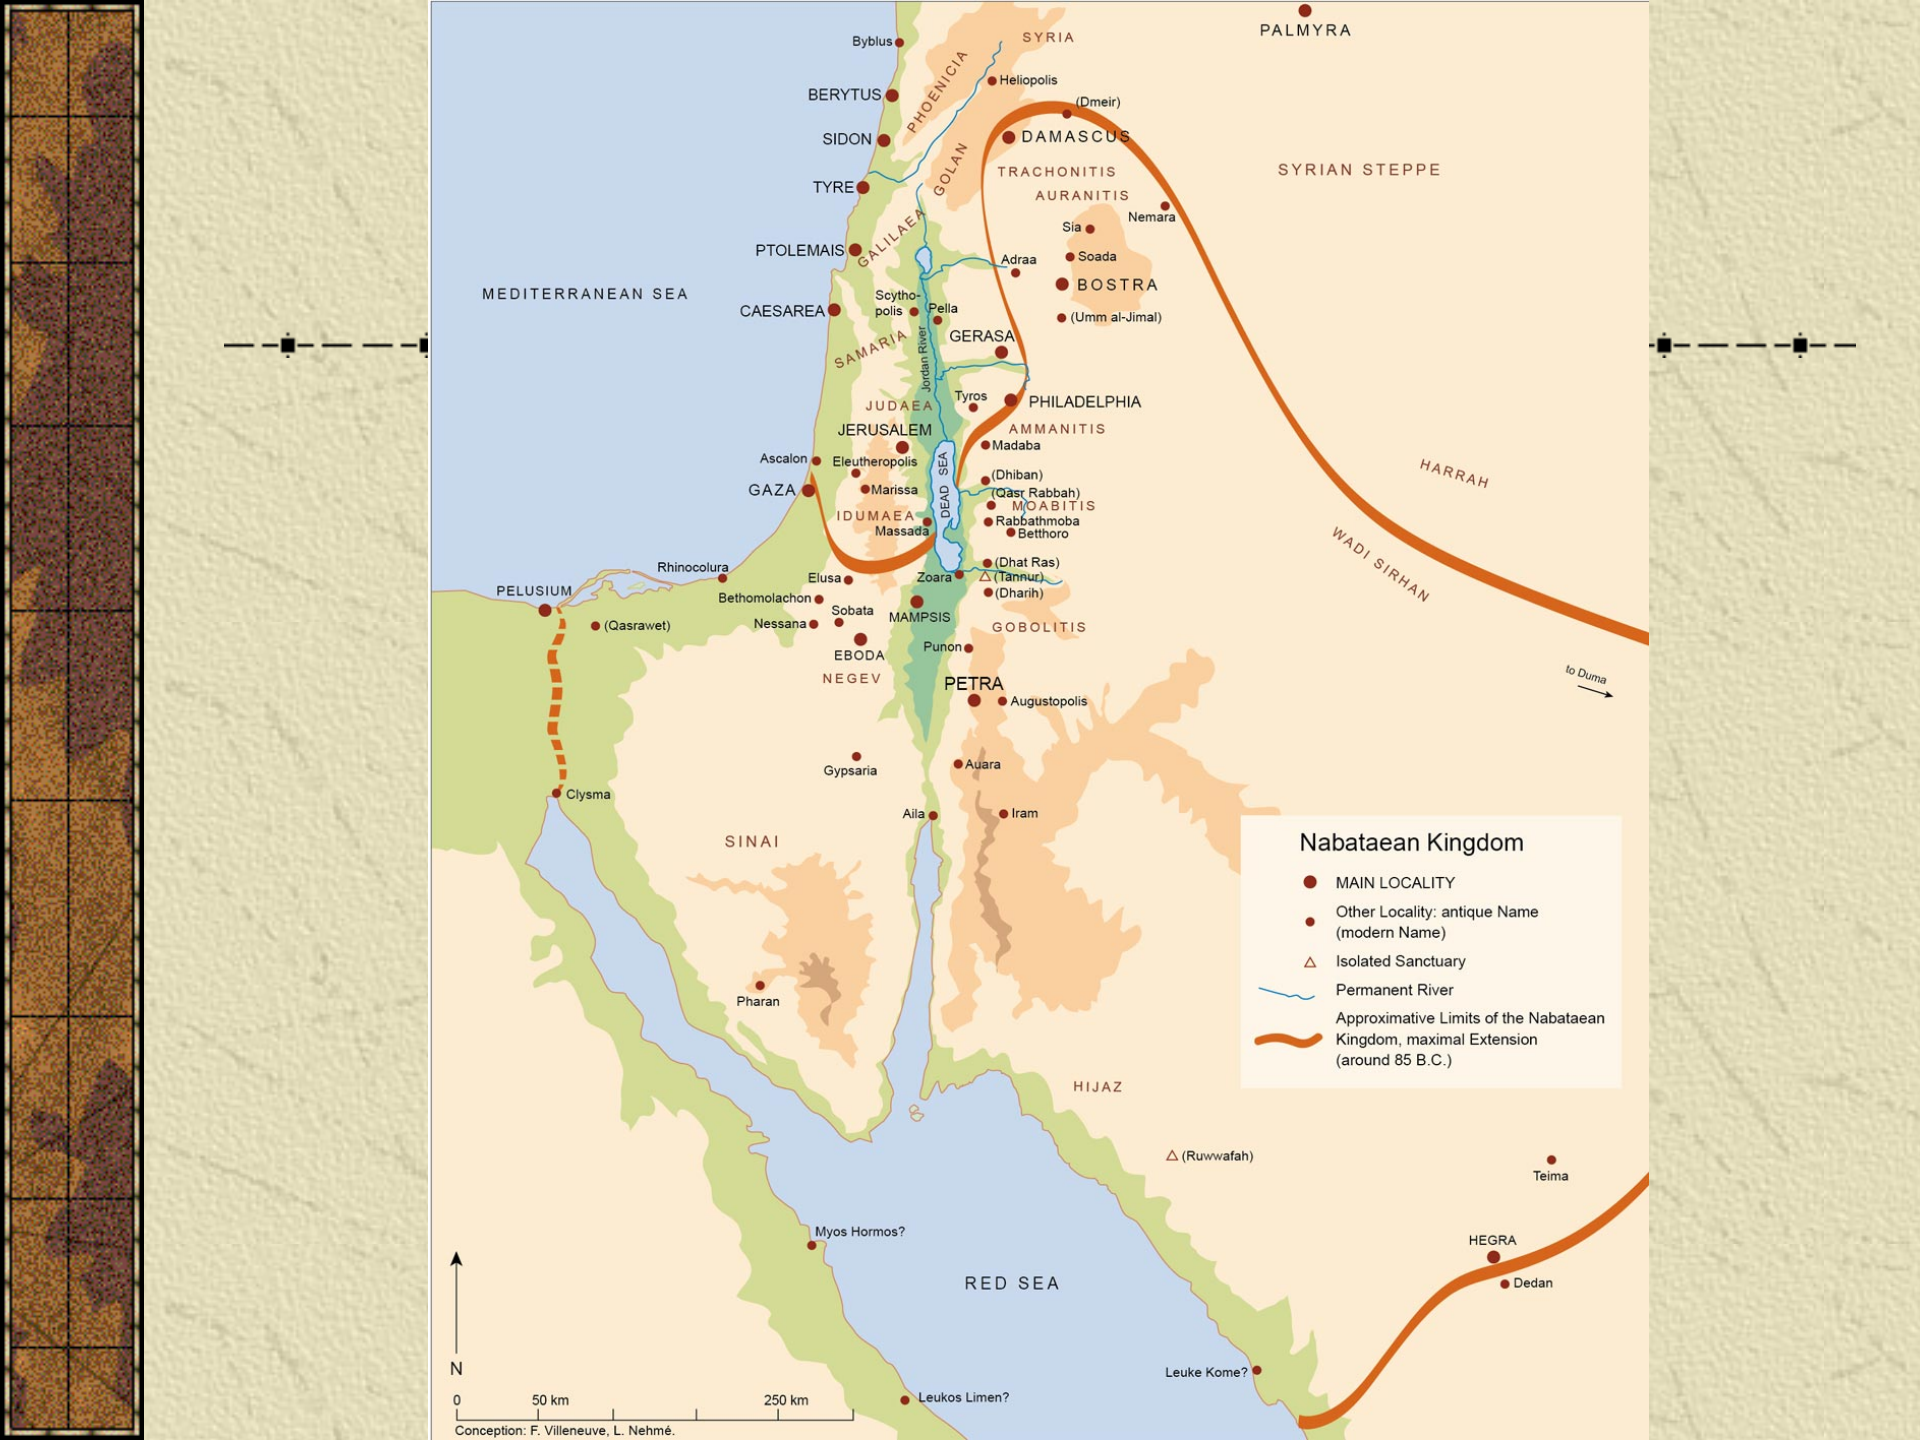 PALMYRA
SYRIA
Byblus
PHOENICIA
Heliopolis
BERYTUS
(Dmeir)
SIDON
DAMASCUS
GOLAN
TRACHONITIS
SYRIAN STEPPE
TYRE
AURANITIS
Nemara
GALILAEA
Sia
PTOLEMAIS
Adraa
Soada
BOSTRA
MEDITERRANEAN SEA
Scytho-
polis
Pella
CAESAREA
(Umm al-Jimal)
GERASA
SAMARIA
Jordan River
Tyros
PHILADELPHIA
JUDAEA
AMMANITIS
JERUSALEM
Madaba
Ascalon
Eleutheropolis
DEAD SEA
HARRAH
(Dhiban)
GAZA
Marissa
(Qasr Rabbah)
MOABITIS
IDUMAEA
Rabbathmoba
Massada
Betthoro
WADI SIRHAN
Rhinocolura
(Dhat Ras)
Elusa
Zoara
(Tannur)
PELUSIUM
(Dharih)
Bethomolachon
Sobata
MAMPSIS
(Qasrawet)
Nessana
GOBOLITIS
EBODA
Punon
NEGEV
to Duma
PETRA
Augustopolis
Gypsaria
Auara
Clysma
Aila
Iram
SINAI
Nabataean Kingdom
MAIN LOCALITY
Other Locality: antique Name
(modern Name)
Isolated Sanctuary
Permanent River
Approximative Limits of the Nabataean
Kingdom, maximal Extension
(around 85 B.C.)
Pharan
HIJAZ
(Ruwwafah)
Teima
Myos Hormos?
HEGRA
RED SEA
Dedan
N
Leuke Kome?
Leukos Limen?
0 50 km 250 km
Conception: F. Villeneuve, L. Nehmé.